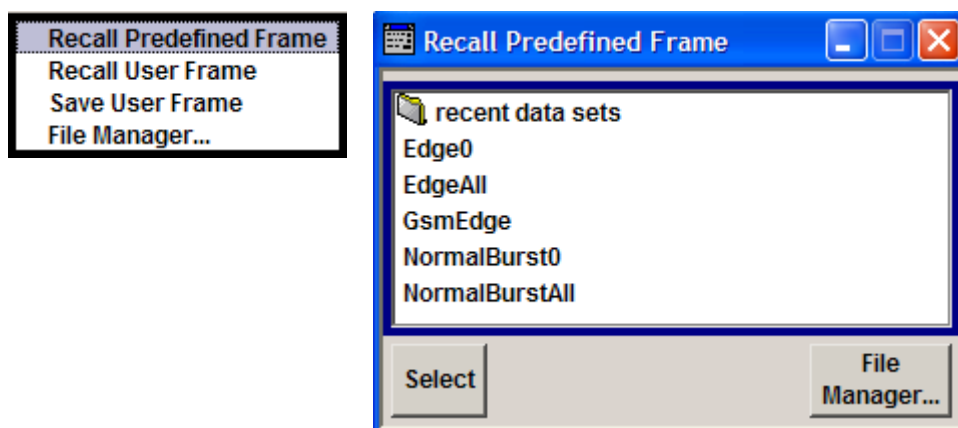 Recall Predefined Frame
Recall User Frame
Save User Frame
File Manager...
Recall Predefined Frame
recent data sets
Edge0
EdgeAll
GsmEdge
NormalBurst0
NormalBurstAll
Select
File
Manager...